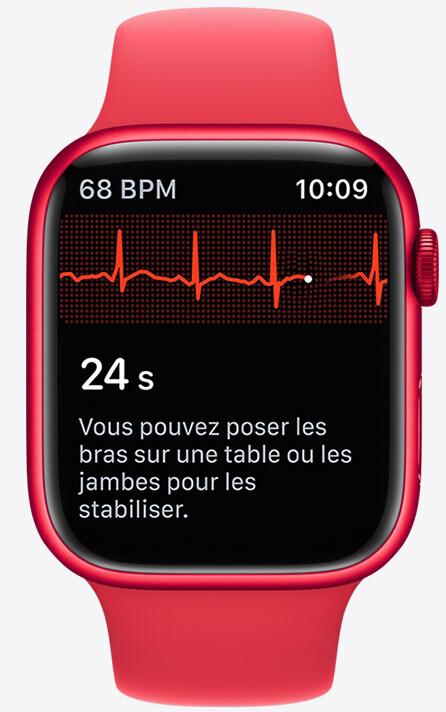 68 BPM 10:09
24 s
Vous pouvez poser les
bras sur une table ou les
jambes pour les
stabiliser.